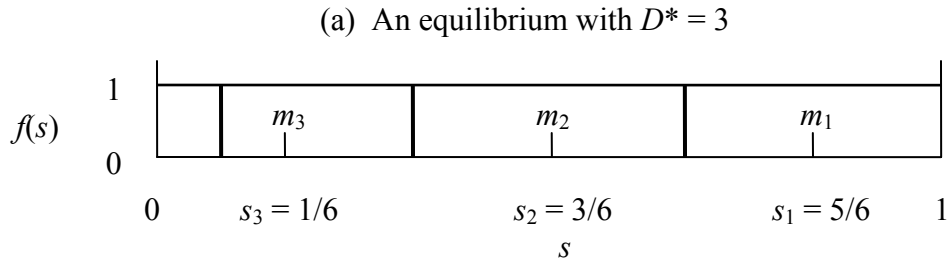 (a) An equilibrium with D* = 3
1
m₃ m₂ m₁
f(s)
0
0 s₃ = 1/6 s₂ = 3/6 s₁ = 5/6 1
s